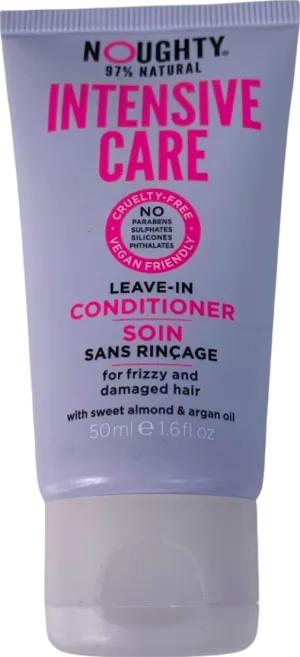 NOUGHTY®
97% NATURAL
INTENSIVE
CARE
CRUELTY-FREE
NO
PARABENS
SULPHATES
SILICONES
PHTHALATES
VEGAN FRIENDLY
LEAVE-IN
CONDITIONER
SOIN
SANS RINÇAGE
for frizzy and
damaged hair
with sweet almond & argan oil
50ml ℮ 1.6fl.oz